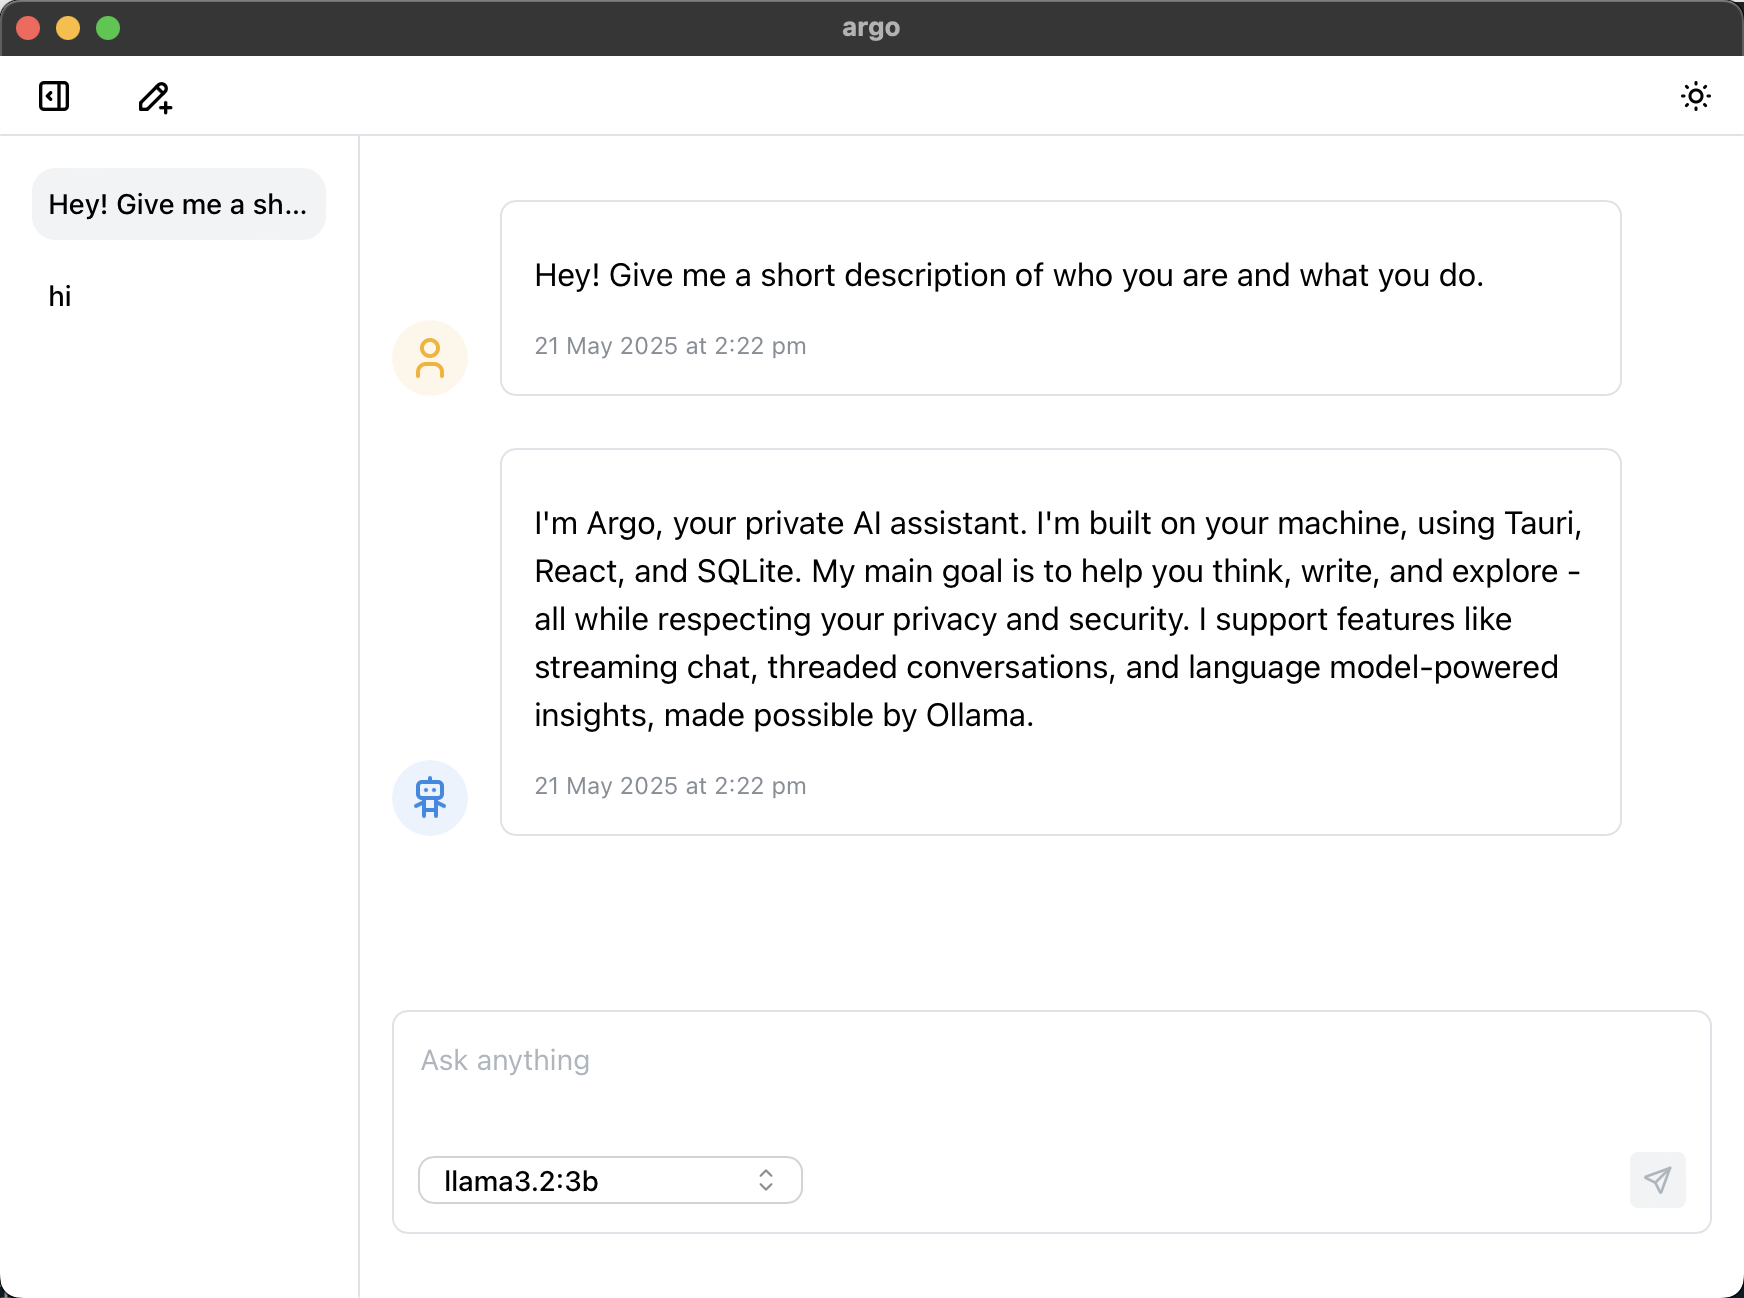 argo
Hey! Give me a sh...
hi
Hey! Give me a short description of who you are and what you do.
21 May 2025 at 2:22 pm
I'm Argo, your private AI assistant. I'm built on your machine, using Tauri,
React, and SQLite. My main goal is to help you think, write, and explore -
all while respecting your privacy and security. I support features like
streaming chat, threaded conversations, and language model-powered
insights, made possible by Ollama.
21 May 2025 at 2:22 pm
Ask anything
llama3.2:3b